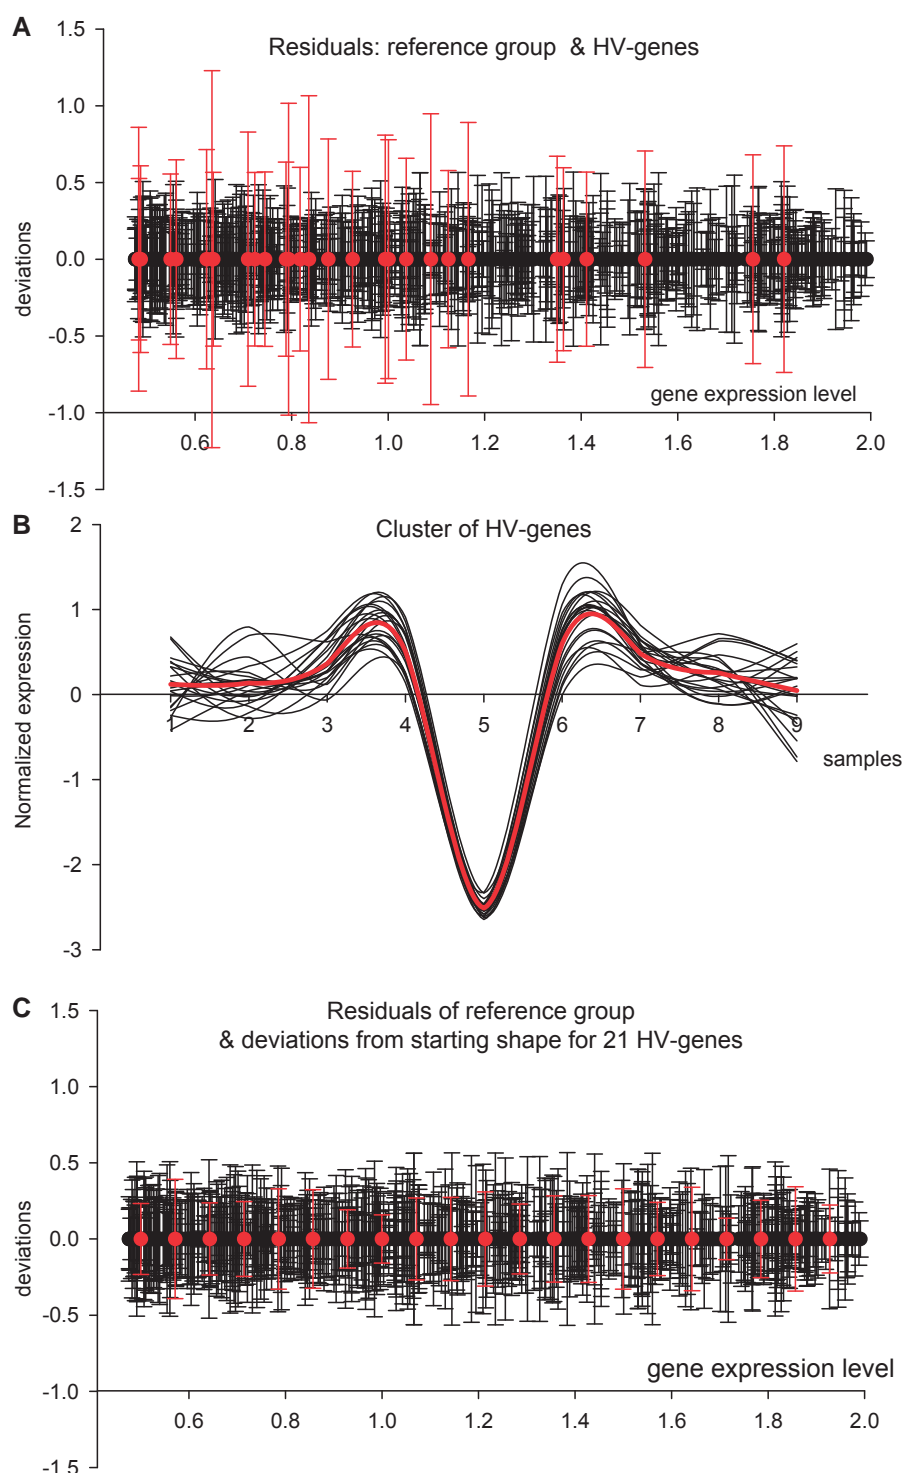 A
Residuals: reference group & HV-genes
1.5
1.0
0.5
0.0
-0.5
-1.0
-1.5
deviations
gene expression level
0.6 0.8 1.0 1.2 1.4 1.6 1.8 2.0
B
Cluster of HV-genes
2
1
0
-1
-2
-3
Normalized expression
1 2 3 4 5 6 7 8 9
samples
C
Residuals of reference group
& deviations from starting shape for 21 HV-genes
1.5
1.0
0.5
0.0
-0.5
-1.0
-1.5
deviations
gene expression level
0.6 0.8 1.0 1.2 1.4 1.6 1.8 2.0